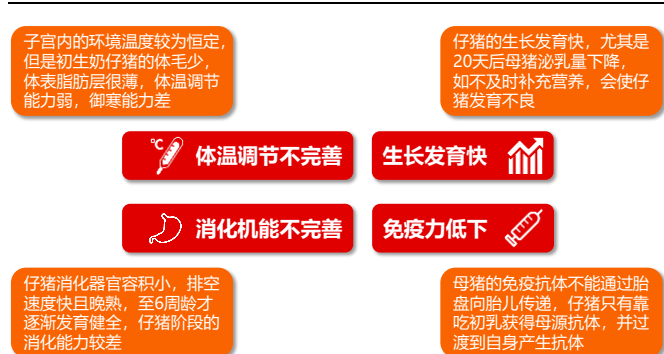 子宫内的环境温度较为恒定，
但是初生奶仔猪的体毛少，
体表脂肪层很薄，体温调节
能力弱，御寒能力差
仔猪的生长发育快，尤其是
20天后母猪泌乳量下降，
如不及时补充营养，会使仔
猪发育不良
℃
体温调节不完善
生长发育快
消化机能不完善
免疫力低下
仔猪消化器官容积小，排空
速度快且晚熟，至6周龄才
逐渐发育健全，仔猪阶段的
消化能力较差
母猪的免疫抗体不能通过胎
盘向胎儿传递，仔猪只有靠
吃初乳获得母源抗体，并过
渡到自身产生抗体